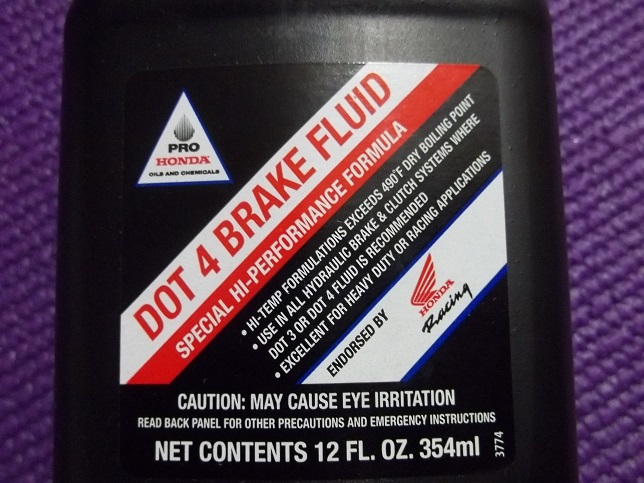 PRO
HONDA
OILS AND CHEMICALS
DOT 4 BRAKE FLUID
SPECIAL HI-PERFORMANCE FORMULA
• HI-TEMP FORMULATIONS EXCEEDS 490°F DRY BOILING POINT
• USE IN ALL HYDRAULIC BRAKE & CLUTCH SYSTEMS WHERE
DOT 3 OR DOT 4 FLUID IS RECOMMENDED
• EXCELLENT FOR HEAVY DUTY OR RACING APPLICATIONS
ENDORSED BY
HONDA
Racing
CAUTION: MAY CAUSE EYE IRRITATION
READ BACK PANEL FOR OTHER PRECAUTIONS AND EMERGENCY INSTRUCTIONS
NET CONTENTS 12 FL. OZ. 354ml
3774